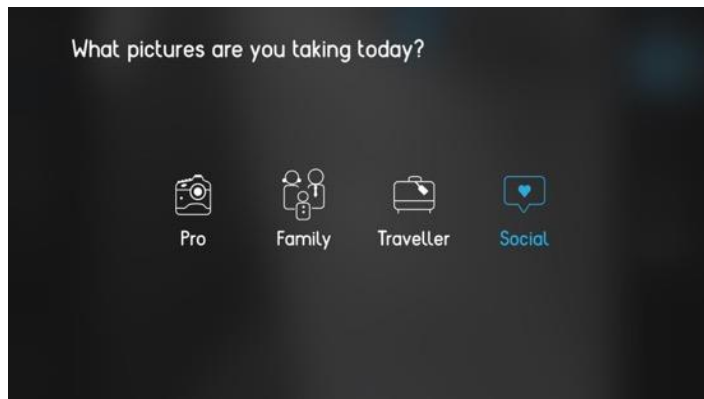 What pictures are you taking today?
Pro Family Traveller Social